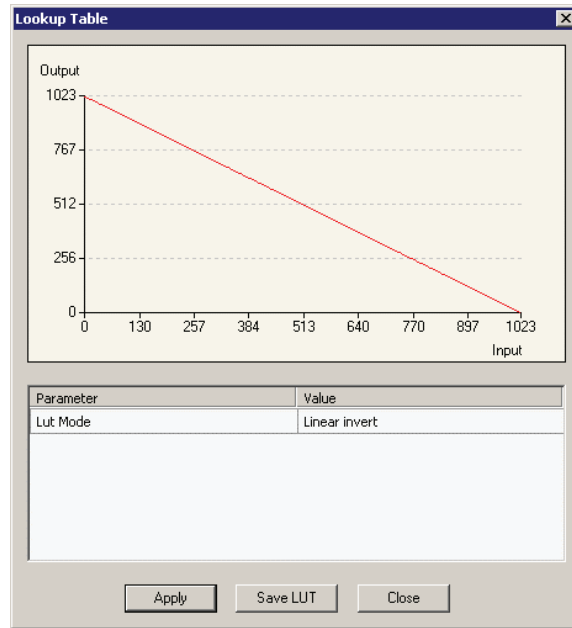 Lookup Table
Output
1023
767
512
256
0
0 130 257 384 513 640 770 897 1023
Input
Parameter Value
Lut Mode Linear invert
Apply Save LUT Close